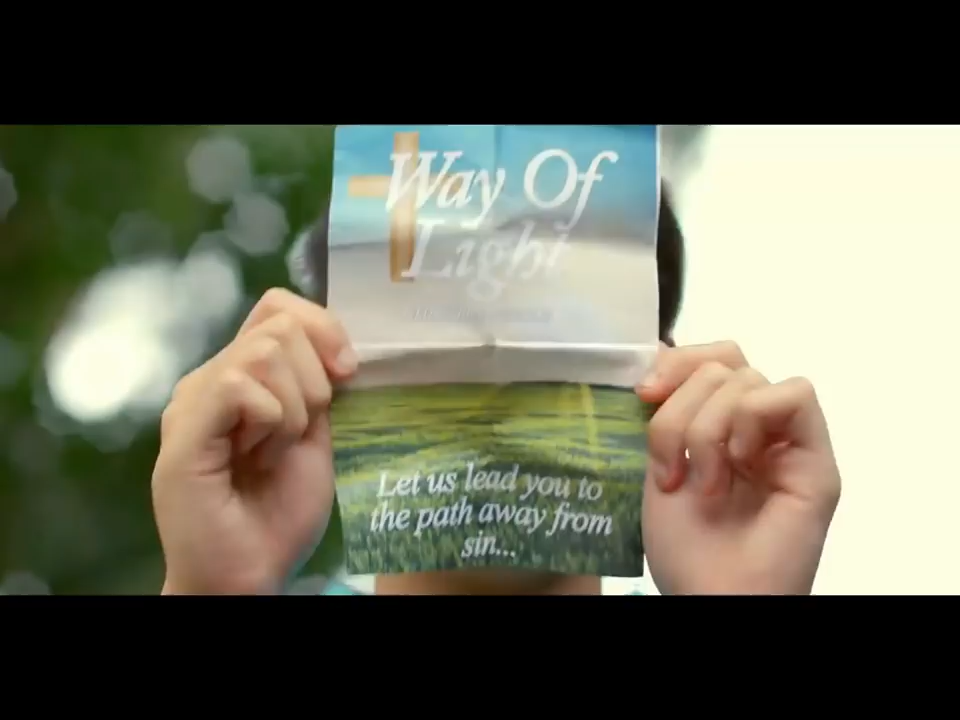 Way Of
Light
Let us lead you to
the path away from
sin...